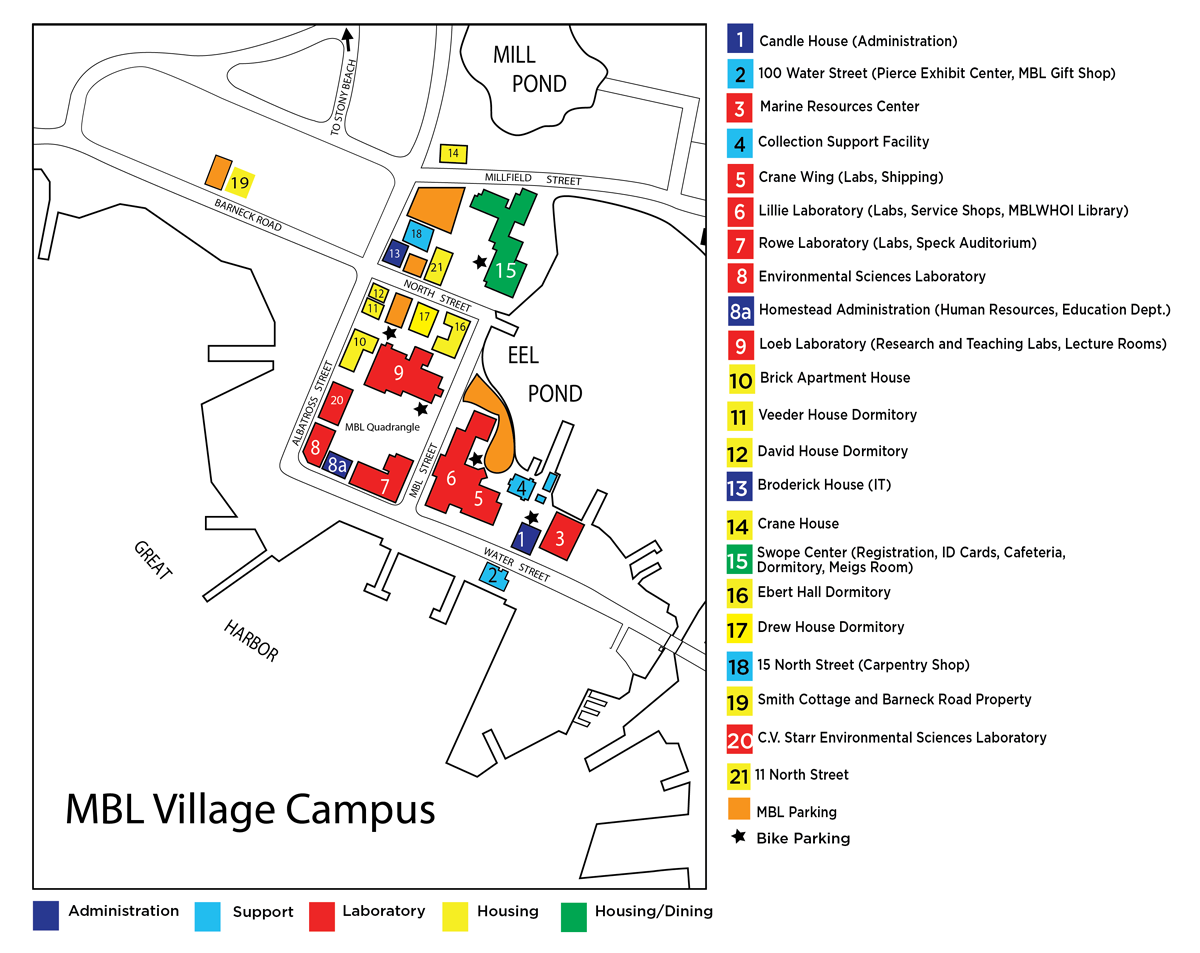 MILL
POND
TO STONY BEACH
14
MILLFIELD STREET
19
BARNECK ROAD
18
13
21
15
NORTH STREET
12
11
17
16
10
9
EEL
POND
ALBATROSS STREET
20
MBL Quadrangle
8
8a
7
MBL STREET
6
5
4
1
3
WATER STREET
2
GREAT
HARBOR
MBL Village Campus
1 Candle House (Administration)
2 100 Water Street (Pierce Exhibit Center, MBL Gift Shop)
3 Marine Resources Center
4 Collection Support Facility
5 Crane Wing (Labs, Shipping)
6 Lillie Laboratory (Labs, Service Shops, MBLWHOI Library)
7 Rowe Laboratory (Labs, Speck Auditorium)
8 Environmental Sciences Laboratory
8a Homestead Administration (Human Resources, Education Dept.)
9 Loeb Laboratory (Research and Teaching Labs, Lecture Rooms)
10 Brick Apartment House
11 Veeder House Dormitory
12 David House Dormitory
13 Broderick House (IT)
14 Crane House
15 Swope Center (Registration, ID Cards, Cafeteria,
Dormitory, Meigs Room)
16 Ebert Hall Dormitory
17 Drew House Dormitory
18 15 North Street (Carpentry Shop)
19 Smith Cottage and Barneck Road Property
20 C.V. Starr Environmental Sciences Laboratory
21 11 North Street
MBL Parking
Bike Parking
Administration
Support
Laboratory
Housing
Housing/Dining